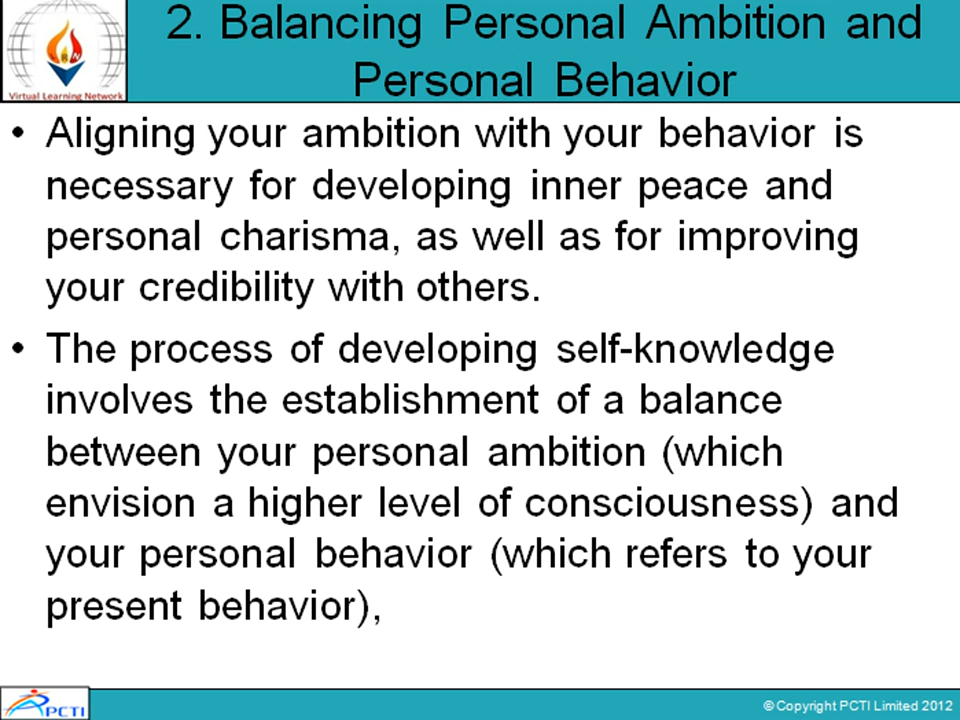 2. Balancing Personal Ambition and
Personal Behavior
Virtual Learning Network
• Aligning your ambition with your behavior is
necessary for developing inner peace and
personal charisma, as well as for improving
your credibility with others.
• The process of developing self-knowledge
involves the establishment of a balance
between your personal ambition (which
envision a higher level of consciousness) and
your personal behavior (which refers to your
present behavior),
PCTI
© Copyright PCTI Limited 2012